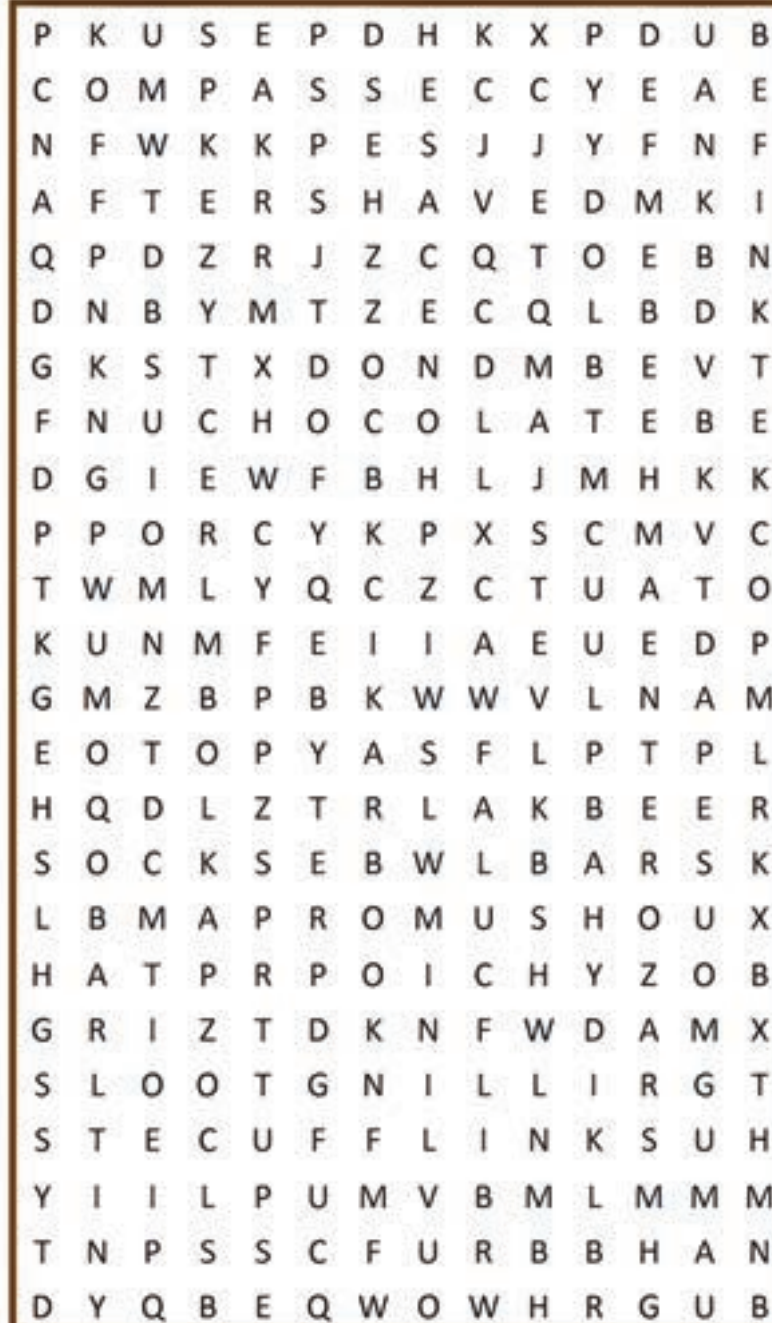 P K U S E P D H K X P D U B
C O M P A S S E C C Y E A E
N F W K K P E S J J Y F N F
A F T E R S H A V E D M K I
Q P D Z R J Z C Q T O E B N
D N B Y M T Z E C Q L B D K
G K S T X D O N D M B E V T
F N U C H O C O L A T E B E
D G I E W F B H L J M H K K
P P O R C Y K P X S C M V C
T W M L Y Q C Z C T U A T O
K U N M F E I I A E U E D P
G M Z B P B K W W V L N A M
E O T O P Y A S F L P T P L
H Q D L Z T R L A K B E E R
S O C K S E B W L B A R S K
L B M A P R O M U S H O U X
H A T P R P O I C H Y Z O B
G R I Z T D K N F W D A M X
S L O O T G N I L L I R G T
S T E C U F F L I N K S U H
Y I I L P U M V B M L M M M
T N P S S C F U R B B H A N
D Y Q B E Q W O W H R G U B